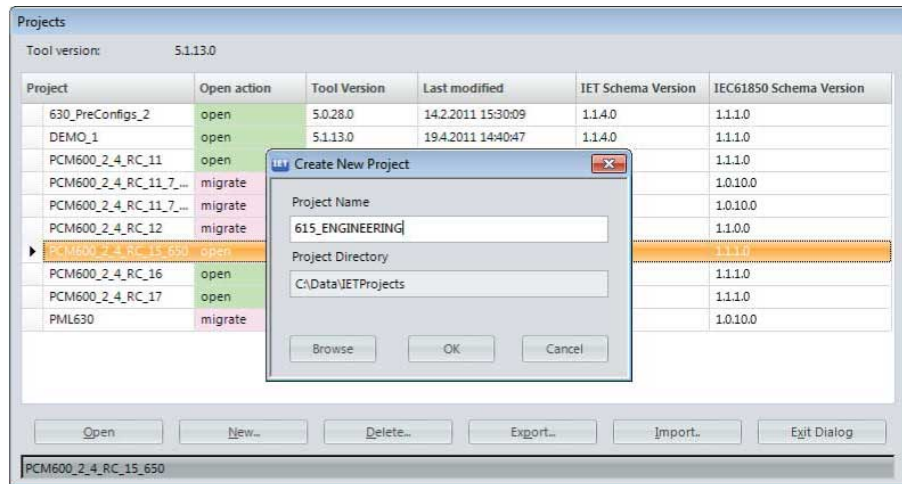 Projects
Tool version: 5.1.13.0
Project Open action Tool Version Last modified IET Schema Version IEC61850 Schema Version
630_PreConfigs_2 open 5.0.28.0 14.2.2011 15:30:09 1.1.4.0 1.1.1.0
DEMO_1 open 5.1.13.0 19.4.2011 14:40:47 1.1.4.0 1.1.1.0
PCM600_2_4_RC_11 open 1.1.1.0
PCM600_2_4_RC_11_7_... migrate 1.0.10.0
PCM600_2_4_RC_11_7_... migrate 1.0.10.0
PCM600_2_4_RC_12 migrate 1.1.0.0
PCM600_2_4_RC_15_650 open 1.1.1.0
PCM600_2_4_RC_16 open 1.1.1.0
PCM600_2_4_RC_17 open 1.1.1.0
PML630 migrate 1.0.10.0
IET Create New Project
Project Name
615_ENGINEERING
Project Directory
C:\Data\IETProjects
Browse OK Cancel
Open New... Delete... Export... Import... Exit Dialog
PCM600_2_4_RC_15_650